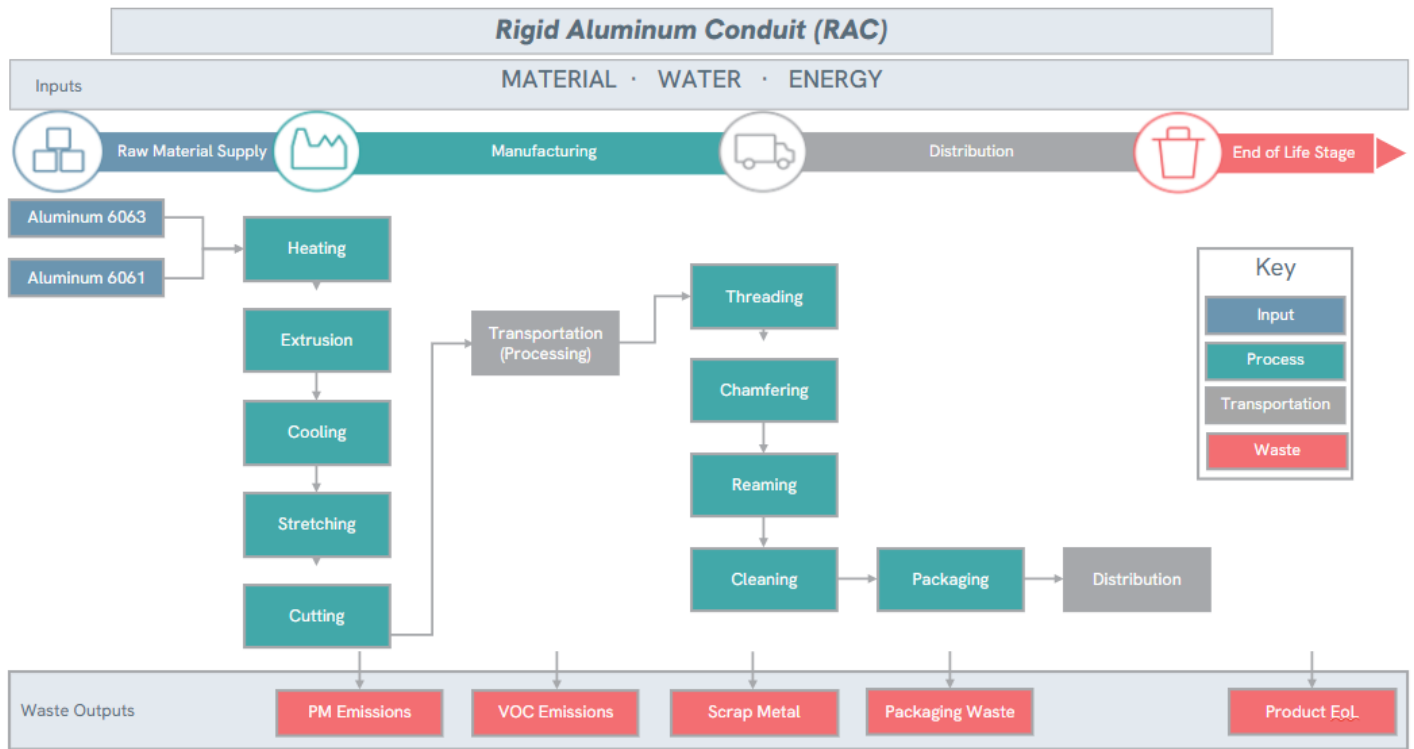 Rigid Aluminum Conduit (RAC)
Inputs
MATERIAL · WATER · ENERGY
Raw Material Supply
Manufacturing
Distribution
End of Life Stage
Aluminum 6063
Aluminum 6061
Heating
Extrusion
Cooling
Stretching
Cutting
Transportation
(Processing)
Threading
Chamfering
Reaming
Cleaning
Packaging
Distribution
Key
Input
Process
Transportation
Waste
Waste Outputs
PM Emissions
VOC Emissions
Scrap Metal
Packaging Waste
Product EoL